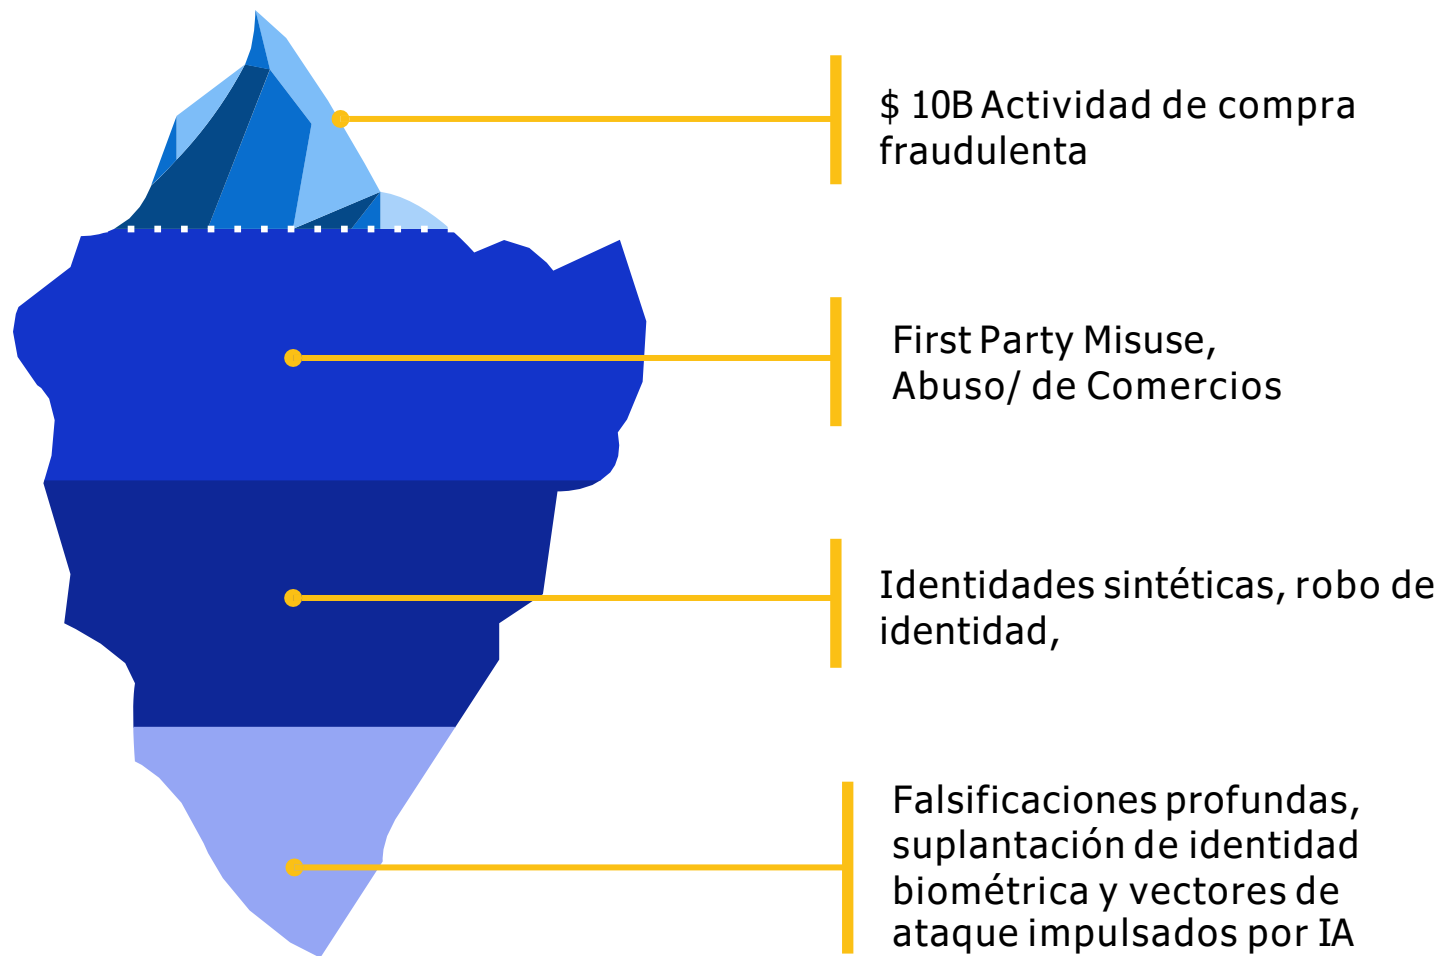 $ 10B Actividad de compra
fraudulenta
First Party Misuse,
Abuso/ de Comercios
Identidades sintéticas, robo de
identidad,
Falsificaciones profundas,
suplantación de identidad
biométrica y vectores de
ataque impulsados por IA